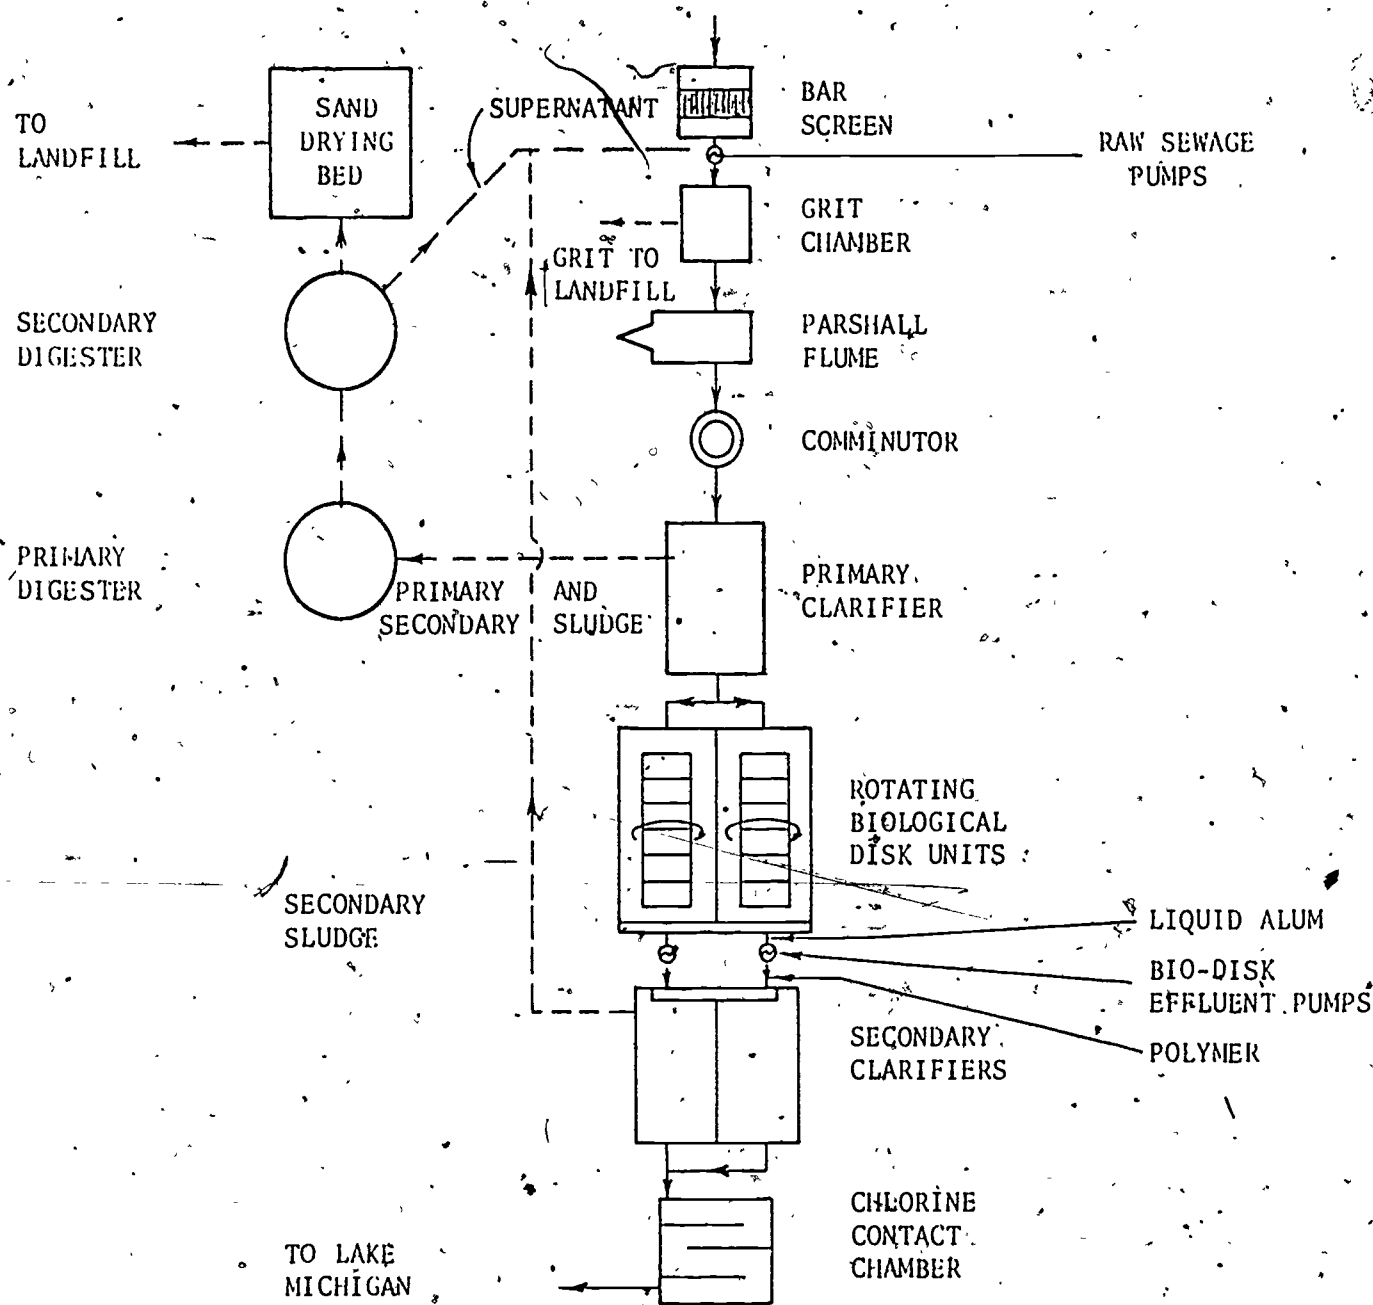 BAR
SCREEN
SAND
DRYING
BED
SUPERNATANT
TO
LANDFILL
RAW SEWAGE
PUMPS
GRIT
CHAMBER
GRIT TO
LANDFILL
SECONDARY
DIGESTER
PARSHALL
FLUME
COMMINUTOR
PRIMARY
DIGESTER
PRIMARY AND
SECONDARY SLUDGE
PRIMARY
CLARIFIER
ROTATING
BIOLOGICAL
DISK UNITS
SECONDARY
SLUDGE
LIQUID ALUM
BIO-DISK
EFFLUENT PUMPS
POLYMER
SECONDARY
CLARIFIERS
CHLORINE
CONTACT
CHAMBER
TO LAKE
MICHIGAN